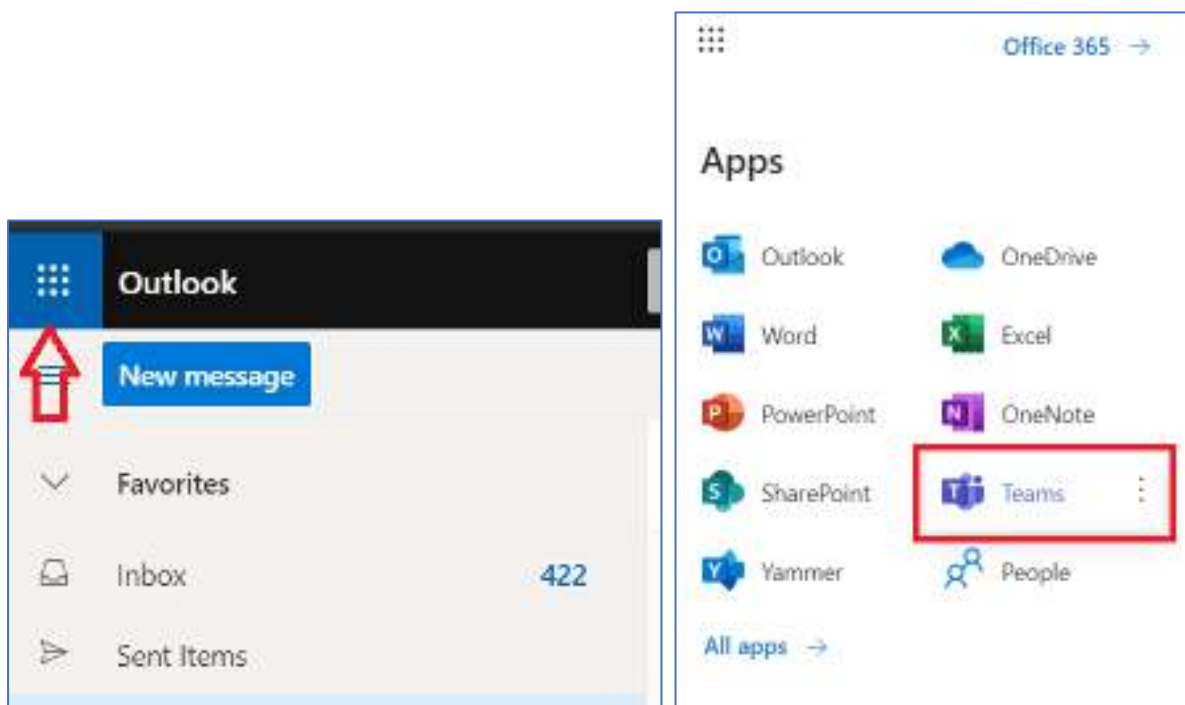 Outlook
New message
Favorites
Inbox 422
Sent Items
Office 365 →
Apps
Outlook OneDrive
Word Excel
PowerPoint OneNote
SharePoint Teams
Yammer People
All apps →